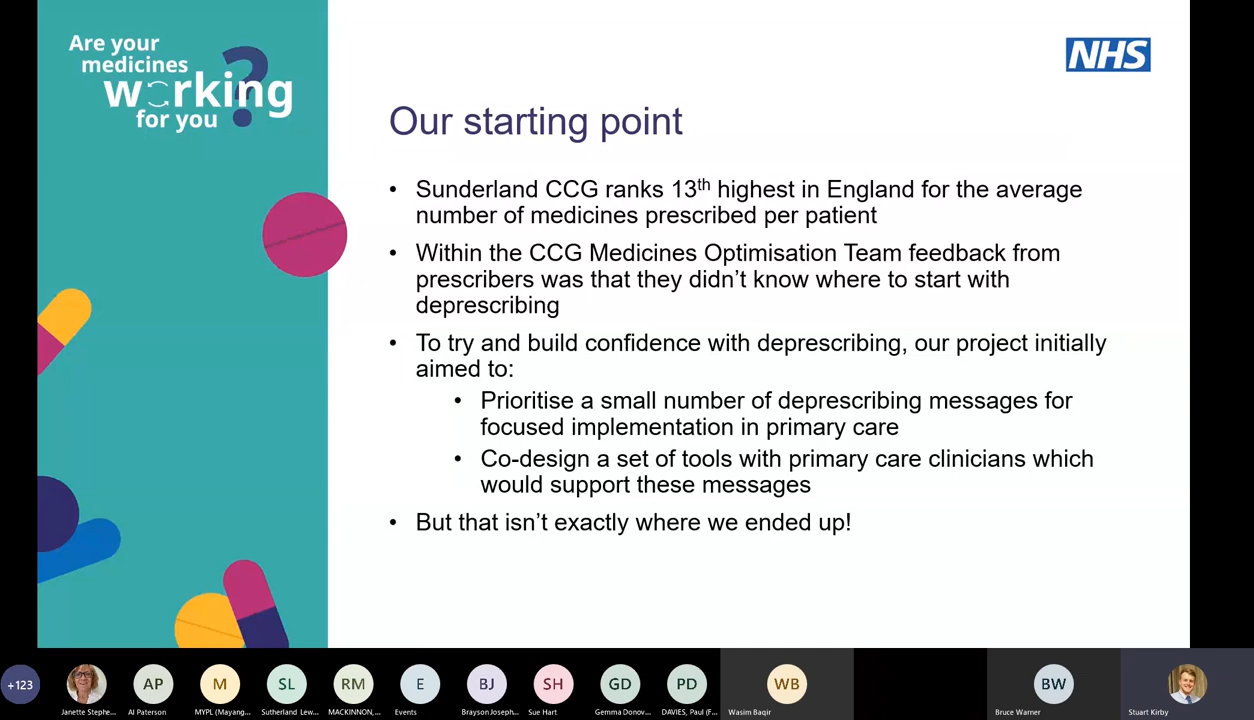 Are your
medicines
working
for you
?
NHS
Our starting point
• Sunderland CCG ranks 13th highest in England for the average
number of medicines prescribed per patient
• Within the CCG Medicines Optimisation Team feedback from
prescribers was that they didn't know where to start with
deprescribing
• To try and build confidence with deprescribing, our project initially
aimed to:
• Prioritise a small number of deprescribing messages for
focused implementation in primary care
• Co-design a set of tools with primary care clinicians which
would support these messages
• But that isn't exactly where we ended up!
+123
AP
M
SL
RM
E
BJ
SH
GD
PD
WB
BW
Janette Stephe...
Al Paterson
MYPL (Mayang...
Sutherland Lew...
MACKINNON,...
Events
Brayson Joseph...
Sue Hart
Gemma Donov...
DAVIES, Paul (F...
Wasim Baqir
Bruce Warner
Stuart Kirby